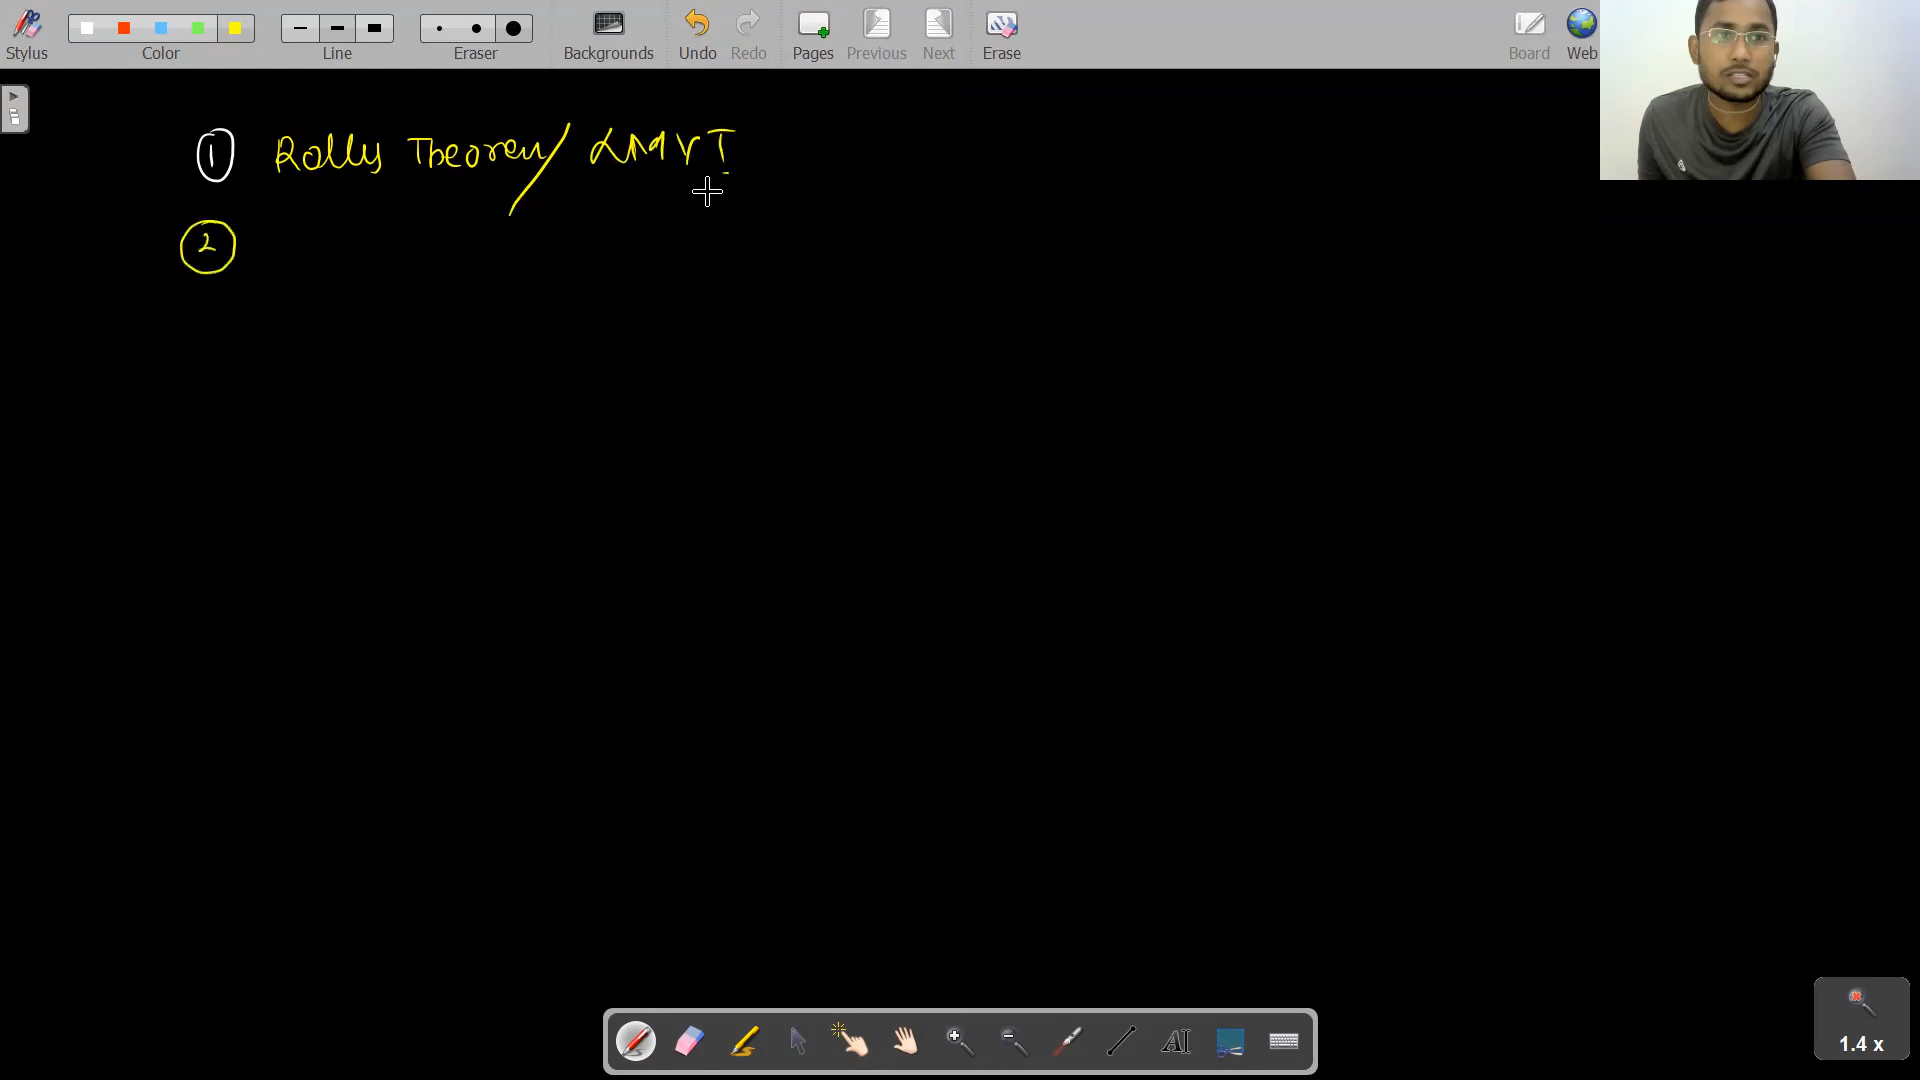 Stylus Color Line Eraser Backgrounds Undo Redo Pages Previous Next Erase Board Web
① Rolly Theorem / LMVT
②
1.4 x